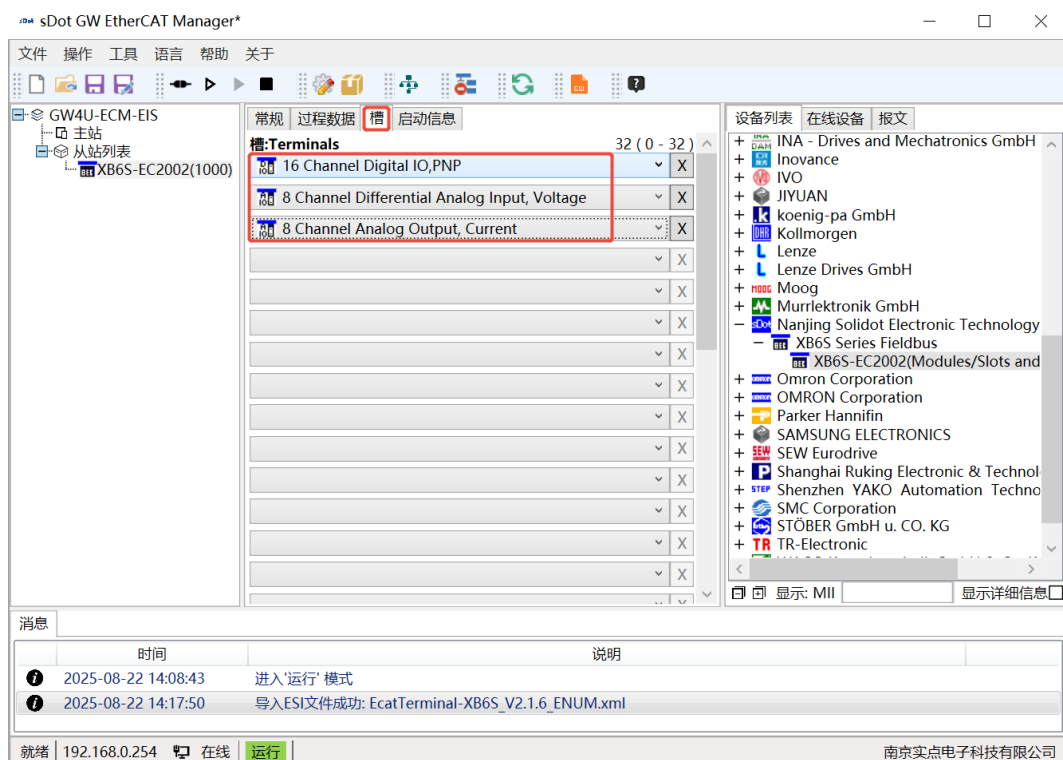 sDot GW EtherCAT Manager*
文件 操作 工具 语言 帮助 关于
GW4U-ECM-EIS
主站
从站列表
XB6S-EC2002(1000)
常规 过程数据 槽 启动信息
槽:Terminals 32 ( 0 - 32 )
16 Channel Digital IO,PNP X
8 Channel Differential Analog Input, Voltage X
8 Channel Analog Output, Current X
X
X
X
X
X
X
X
X
X
X
X
设备列表 在线设备 报文
INA - Drives and Mechatronics GmbH
Inovance
IVO
JIYUAN
koenig-pa GmbH
Kollmorgen
Lenze
Lenze Drives GmbH
Moog
Murrlektronik GmbH
Nanjing Solidot Electronic Technology
XB6S Series Fieldbus
XB6S-EC2002(Modules/Slots and
Omron Corporation
OMRON Corporation
Parker Hannifin
SAMSUNG ELECTRONICS
SEW Eurodrive
Shanghai Ruking Electronic & Technol
Shenzhen YAKO Automation Techno
SMC Corporation
STÖBER GmbH u. CO. KG
TR-Electronic
显示: MII 显示详细信息
消息
时间 说明
2025-08-22 14:08:43 进入'运行' 模式
2025-08-22 14:17:50 导入ESI文件成功: EcatTerminal-XB6S_V2.1.6_ENUM.xml
就绪 192.168.0.254 在线 运行 南京实点电子科技有限公司